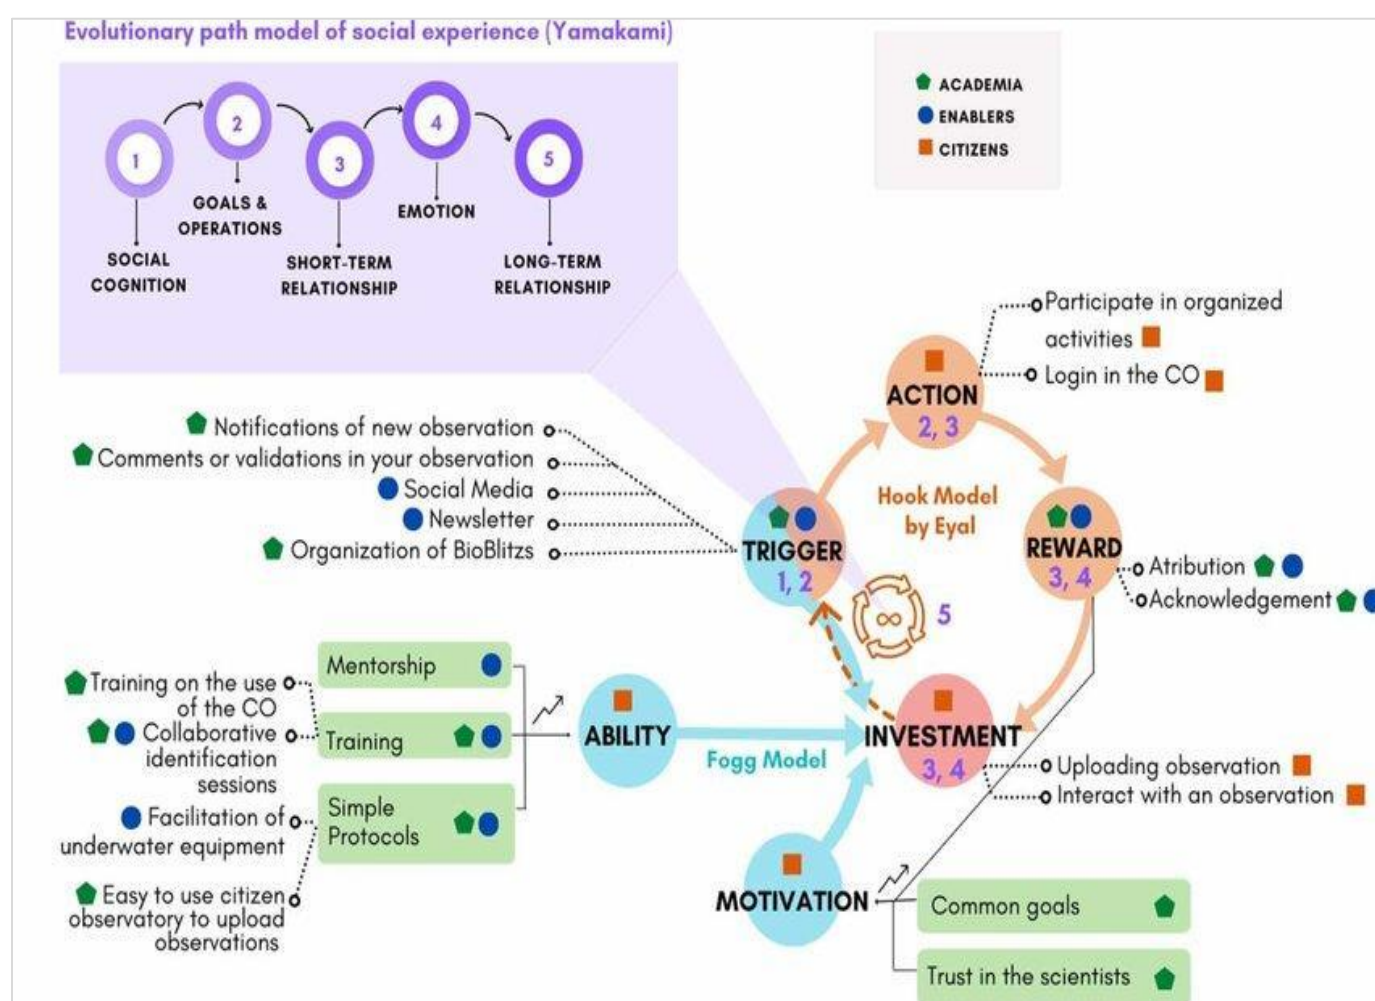 Evolutionary path model of social experience (Yamakami)
1
2
3
4
5
SOCIAL
COGNITION
GOALS &
OPERATIONS
SHORT-TERM
RELATIONSHIP
EMOTION
LONG-TERM
RELATIONSHIP
ACADEMIA
ENABLERS
CITIZENS
Participate in organized
activities
Login in the CO
ACTION
2, 3
Notifications of new observation
Comments or validations in your observation
Social Media
Newsletter
Organization of BioBlitzs
TRIGGER
1, 2
Hook Model
by Eyal
REWARD
3, 4
Atribution
Acknowledgement
∞
5
Mentorship
Training on the use
of the CO
Collaborative
identification
sessions
Training
Simple
Protocols
Facilitation of
underwater equipment
Easy to use citizen
observatory to upload
observations
ABILITY
Fogg Model
INVESTMENT
3, 4
Uploading observation
Interact with an observation
MOTIVATION
Common goals
Trust in the scientists